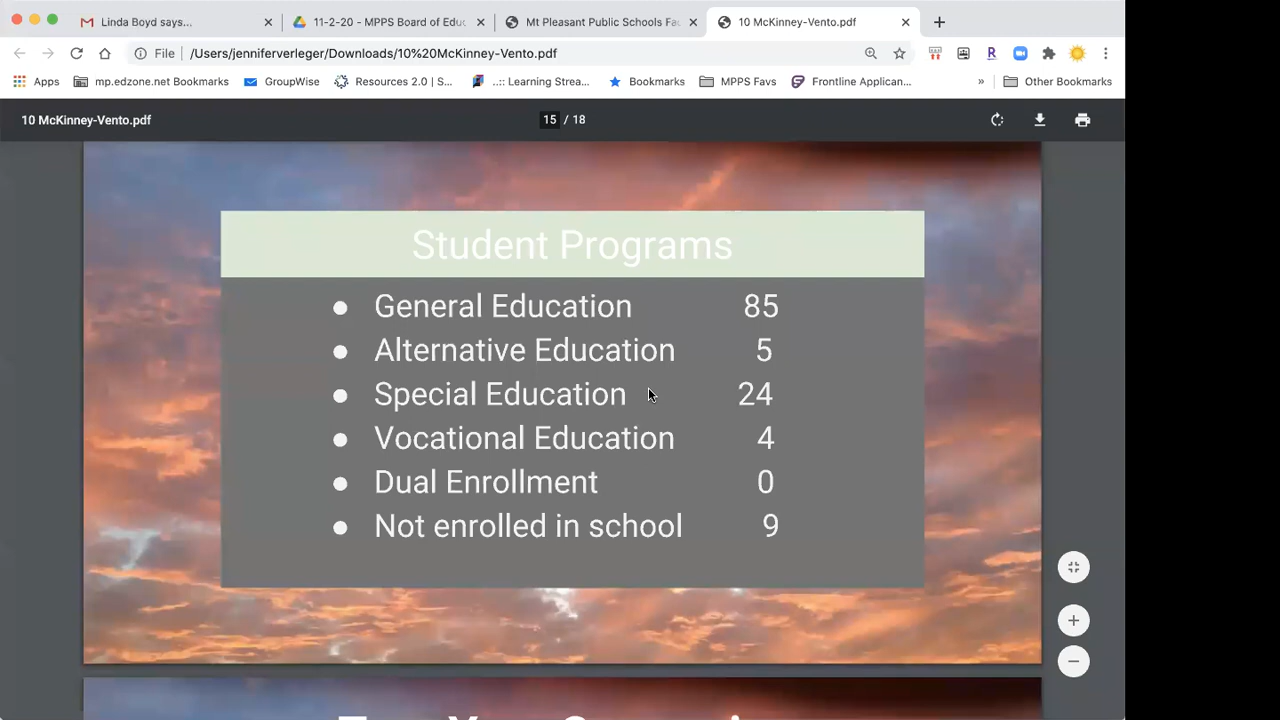 Linda Boyd says...
11-2-20 - MPPS Board of Educ
Mt Pleasant Public Schools Fac
10 McKinney-Vento.pdf
File /Users/jenniferverleger/Downloads/10%20McKinney-Vento.pdf
Apps mp.edzone.net Bookmarks GroupWise Resources 2.0 | S... ..:: Learning Strea... Bookmarks MPPS Favs Frontline Applican... » Other Bookmarks
10 McKinney-Vento.pdf 15 / 18
Student Programs
● General Education 85
● Alternative Education 5
● Special Education 24
● Vocational Education 4
● Dual Enrollment 0
● Not enrolled in school 9